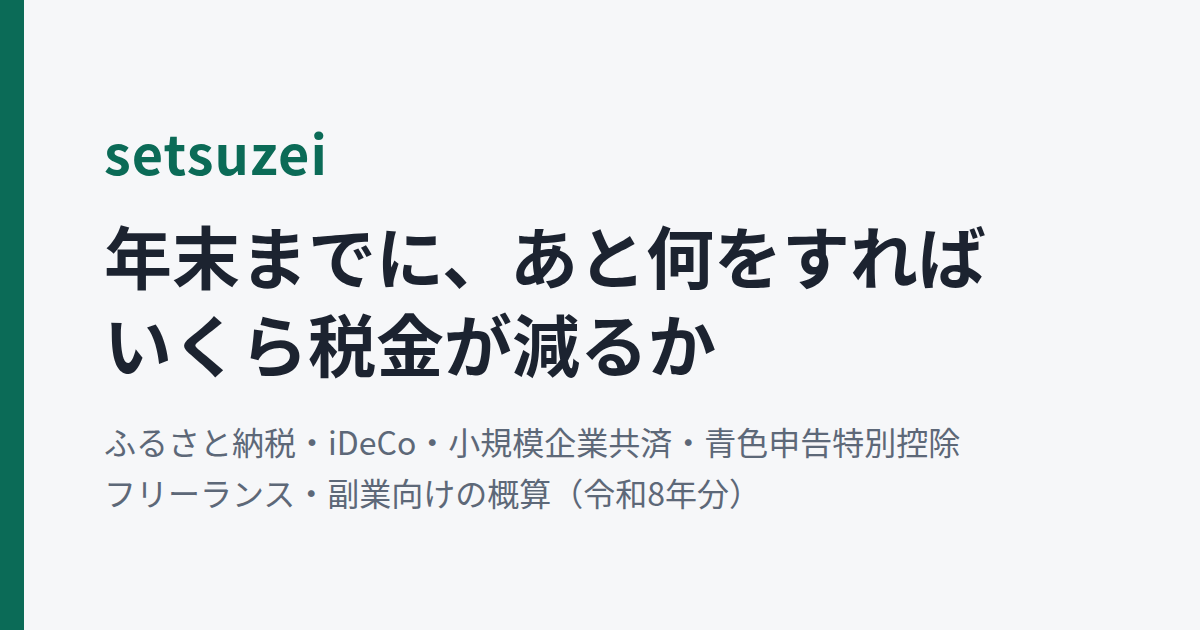 setsuzei
年末までに、あと何をすれば
いくら税金が減るか
ふるさと納税・iDeCo・小規模企業共済・青色申告特別控除
フリーランス・副業向けの概算（令和8年分）